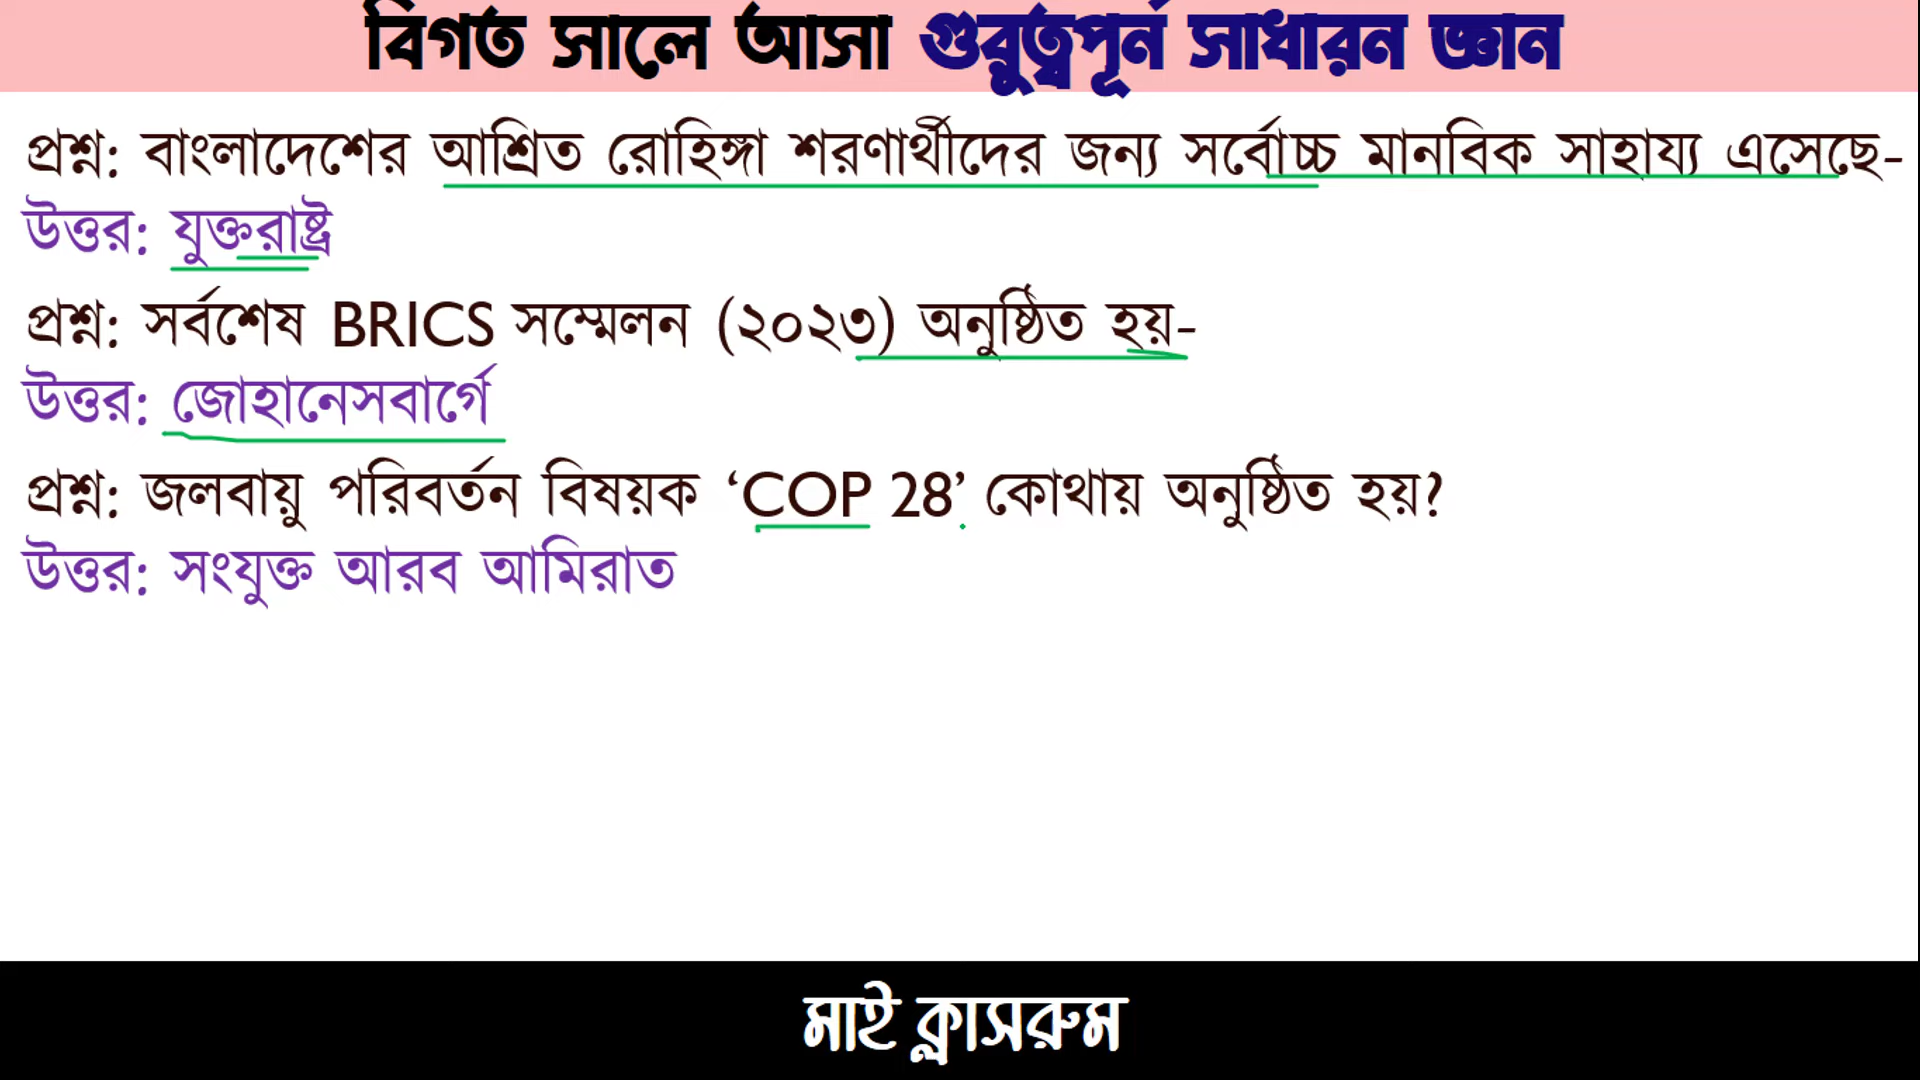 বিগত সালে আসা গুরুত্বপূর্ন সাধারন জ্ঞান
প্রশ্ন: বাংলাদেশের আশ্রিত রোহিঙ্গা শরণার্থীদের জন্য সর্বোচ্চ মানবিক সাহায্য এসেছে-
উত্তর: যুক্তরাষ্ট্র
প্রশ্ন: সর্বশেষ BRICS সম্মেলন (২০২৩) অনুষ্ঠিত হয়-
উত্তর: জোহানেসবার্গে
প্রশ্ন: জলবায়ু পরিবর্তন বিষয়ক ‘COP 28’ কোথায় অনুষ্ঠিত হয়?
উত্তর: সংযুক্ত আরব আমিরাত
মাই ক্লাসরুম